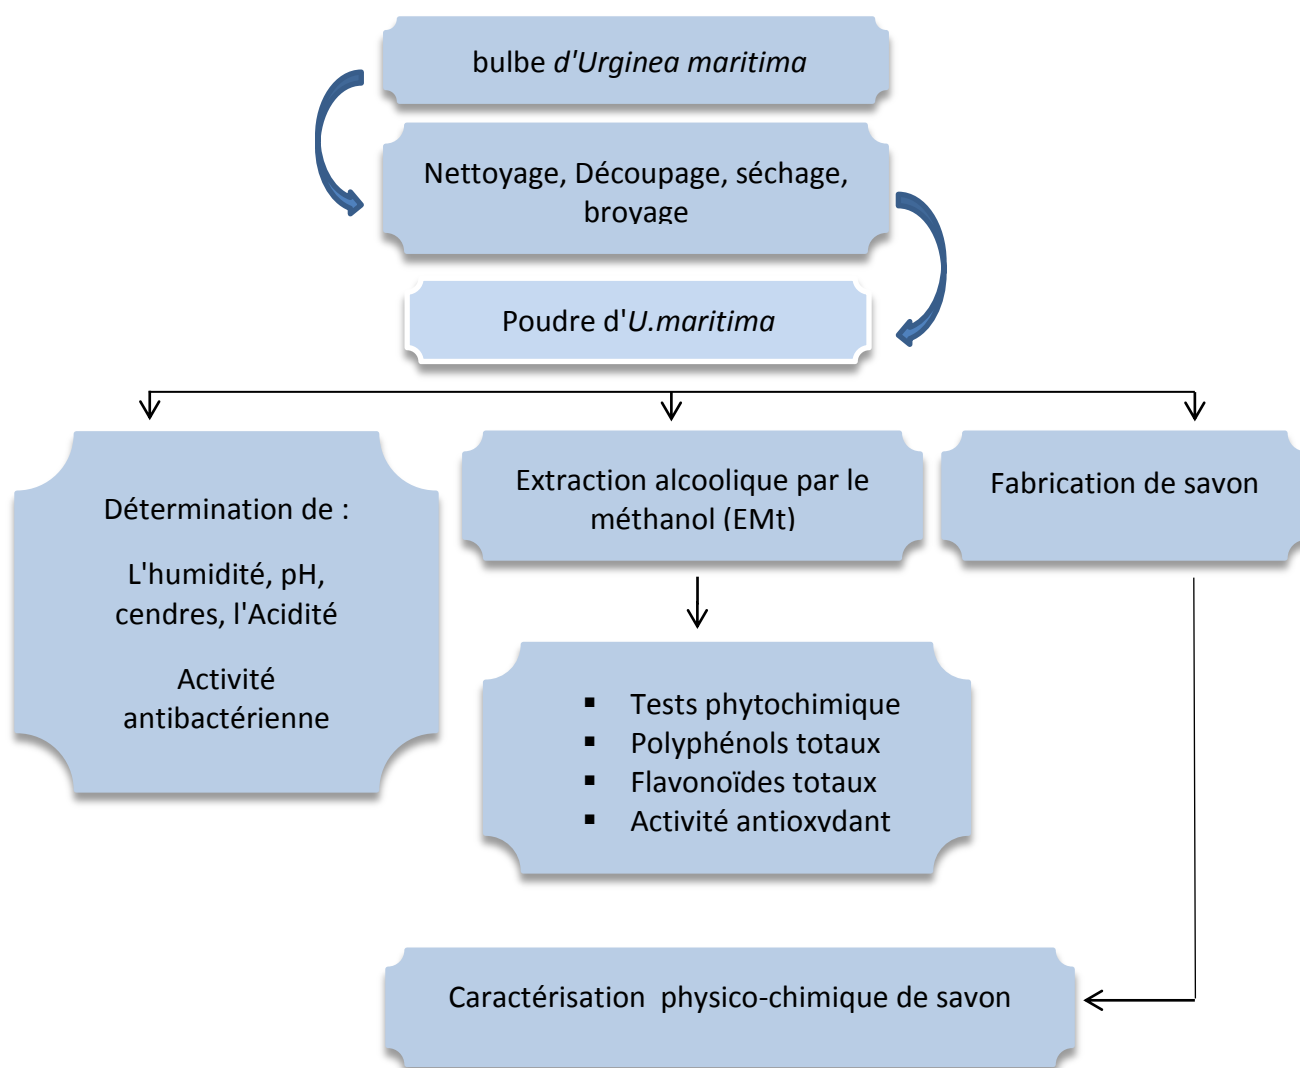 bulbe d'Urginea maritima
Nettoyage, Découpage, séchage,
broyage
Poudre d'U.maritima
Détermination de :
L'humidité, pH,
cendres, l'Acidité
Activité
antibactérienne
Extraction alcoolique par le
méthanol (EMt)
▪ Tests phytochimique
▪ Polyphénols totaux
▪ Flavonoïdes totaux
▪ Activité antioxydant
Fabrication de savon
Caractérisation physico-chimique de savon